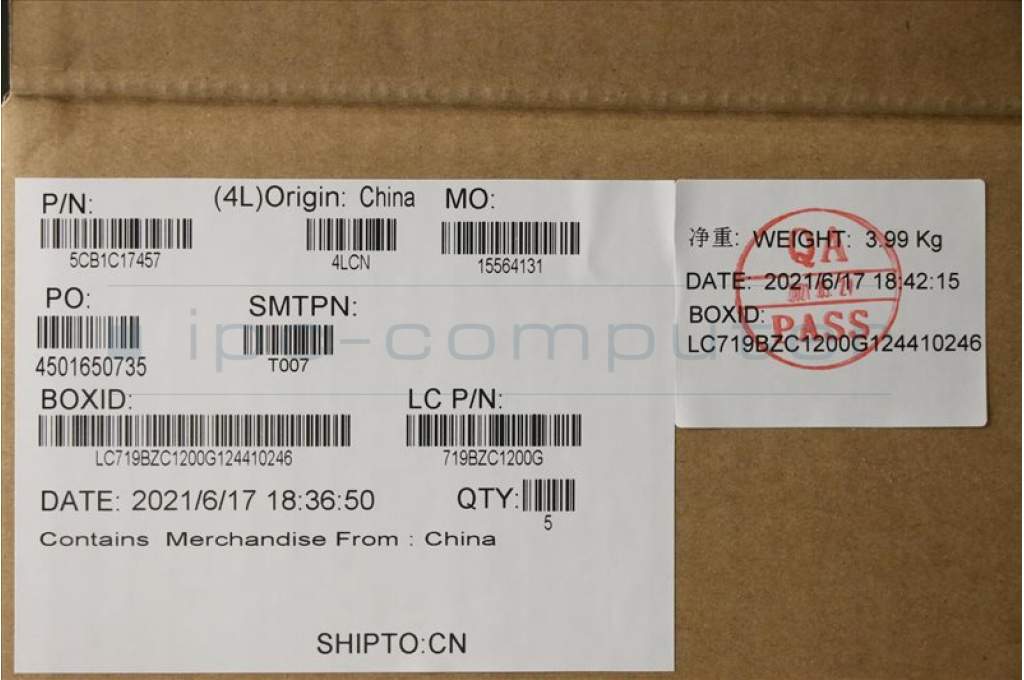 P/N: (4L)Origin: China MO:
5CB1C17457 4LCN 15564131
PO: SMTPN:
4501650735 T007
BOXID: LC P/N:
LC719BZC1200G124410246 719BZC1200G
DATE: 2021/6/17 18:36:50 QTY:
5
Contains Merchandise From : China
SHIPTO:CN
净重: WEIGHT: 3.99 Kg
DATE: 2021/6/17 18:42:15
BOXID:
LC719BZC1200G124410246
QA
PASS
ipc-computer